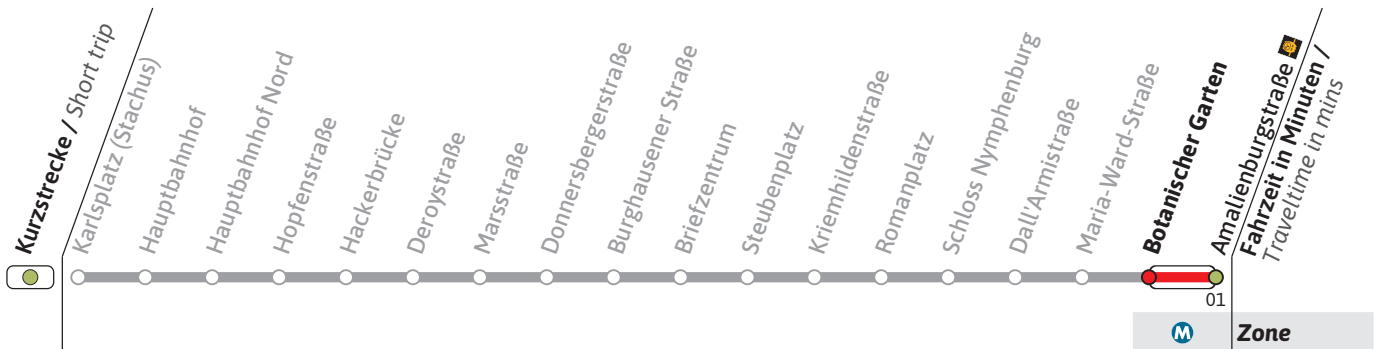 Kurzstrecke / Short trip
Karlsplatz (Stachus)
Hauptbahnhof
Hauptbahnhof Nord
Hopfenstraße
Hackerbrücke
Deroystraße
Marsstraße
Donnersbergerstraße
Burghausener Straße
Briefzentrum
Steubenplatz
Kriemhildenstraße
Romanplatz
Schloss Nymphenburg
Dall'Armistraße
Maria-Ward-Straße
Botanischer Garten
Amalienburgstraße
Fahrzeit in Minuten /
Traveltime in mins
01
M Zone